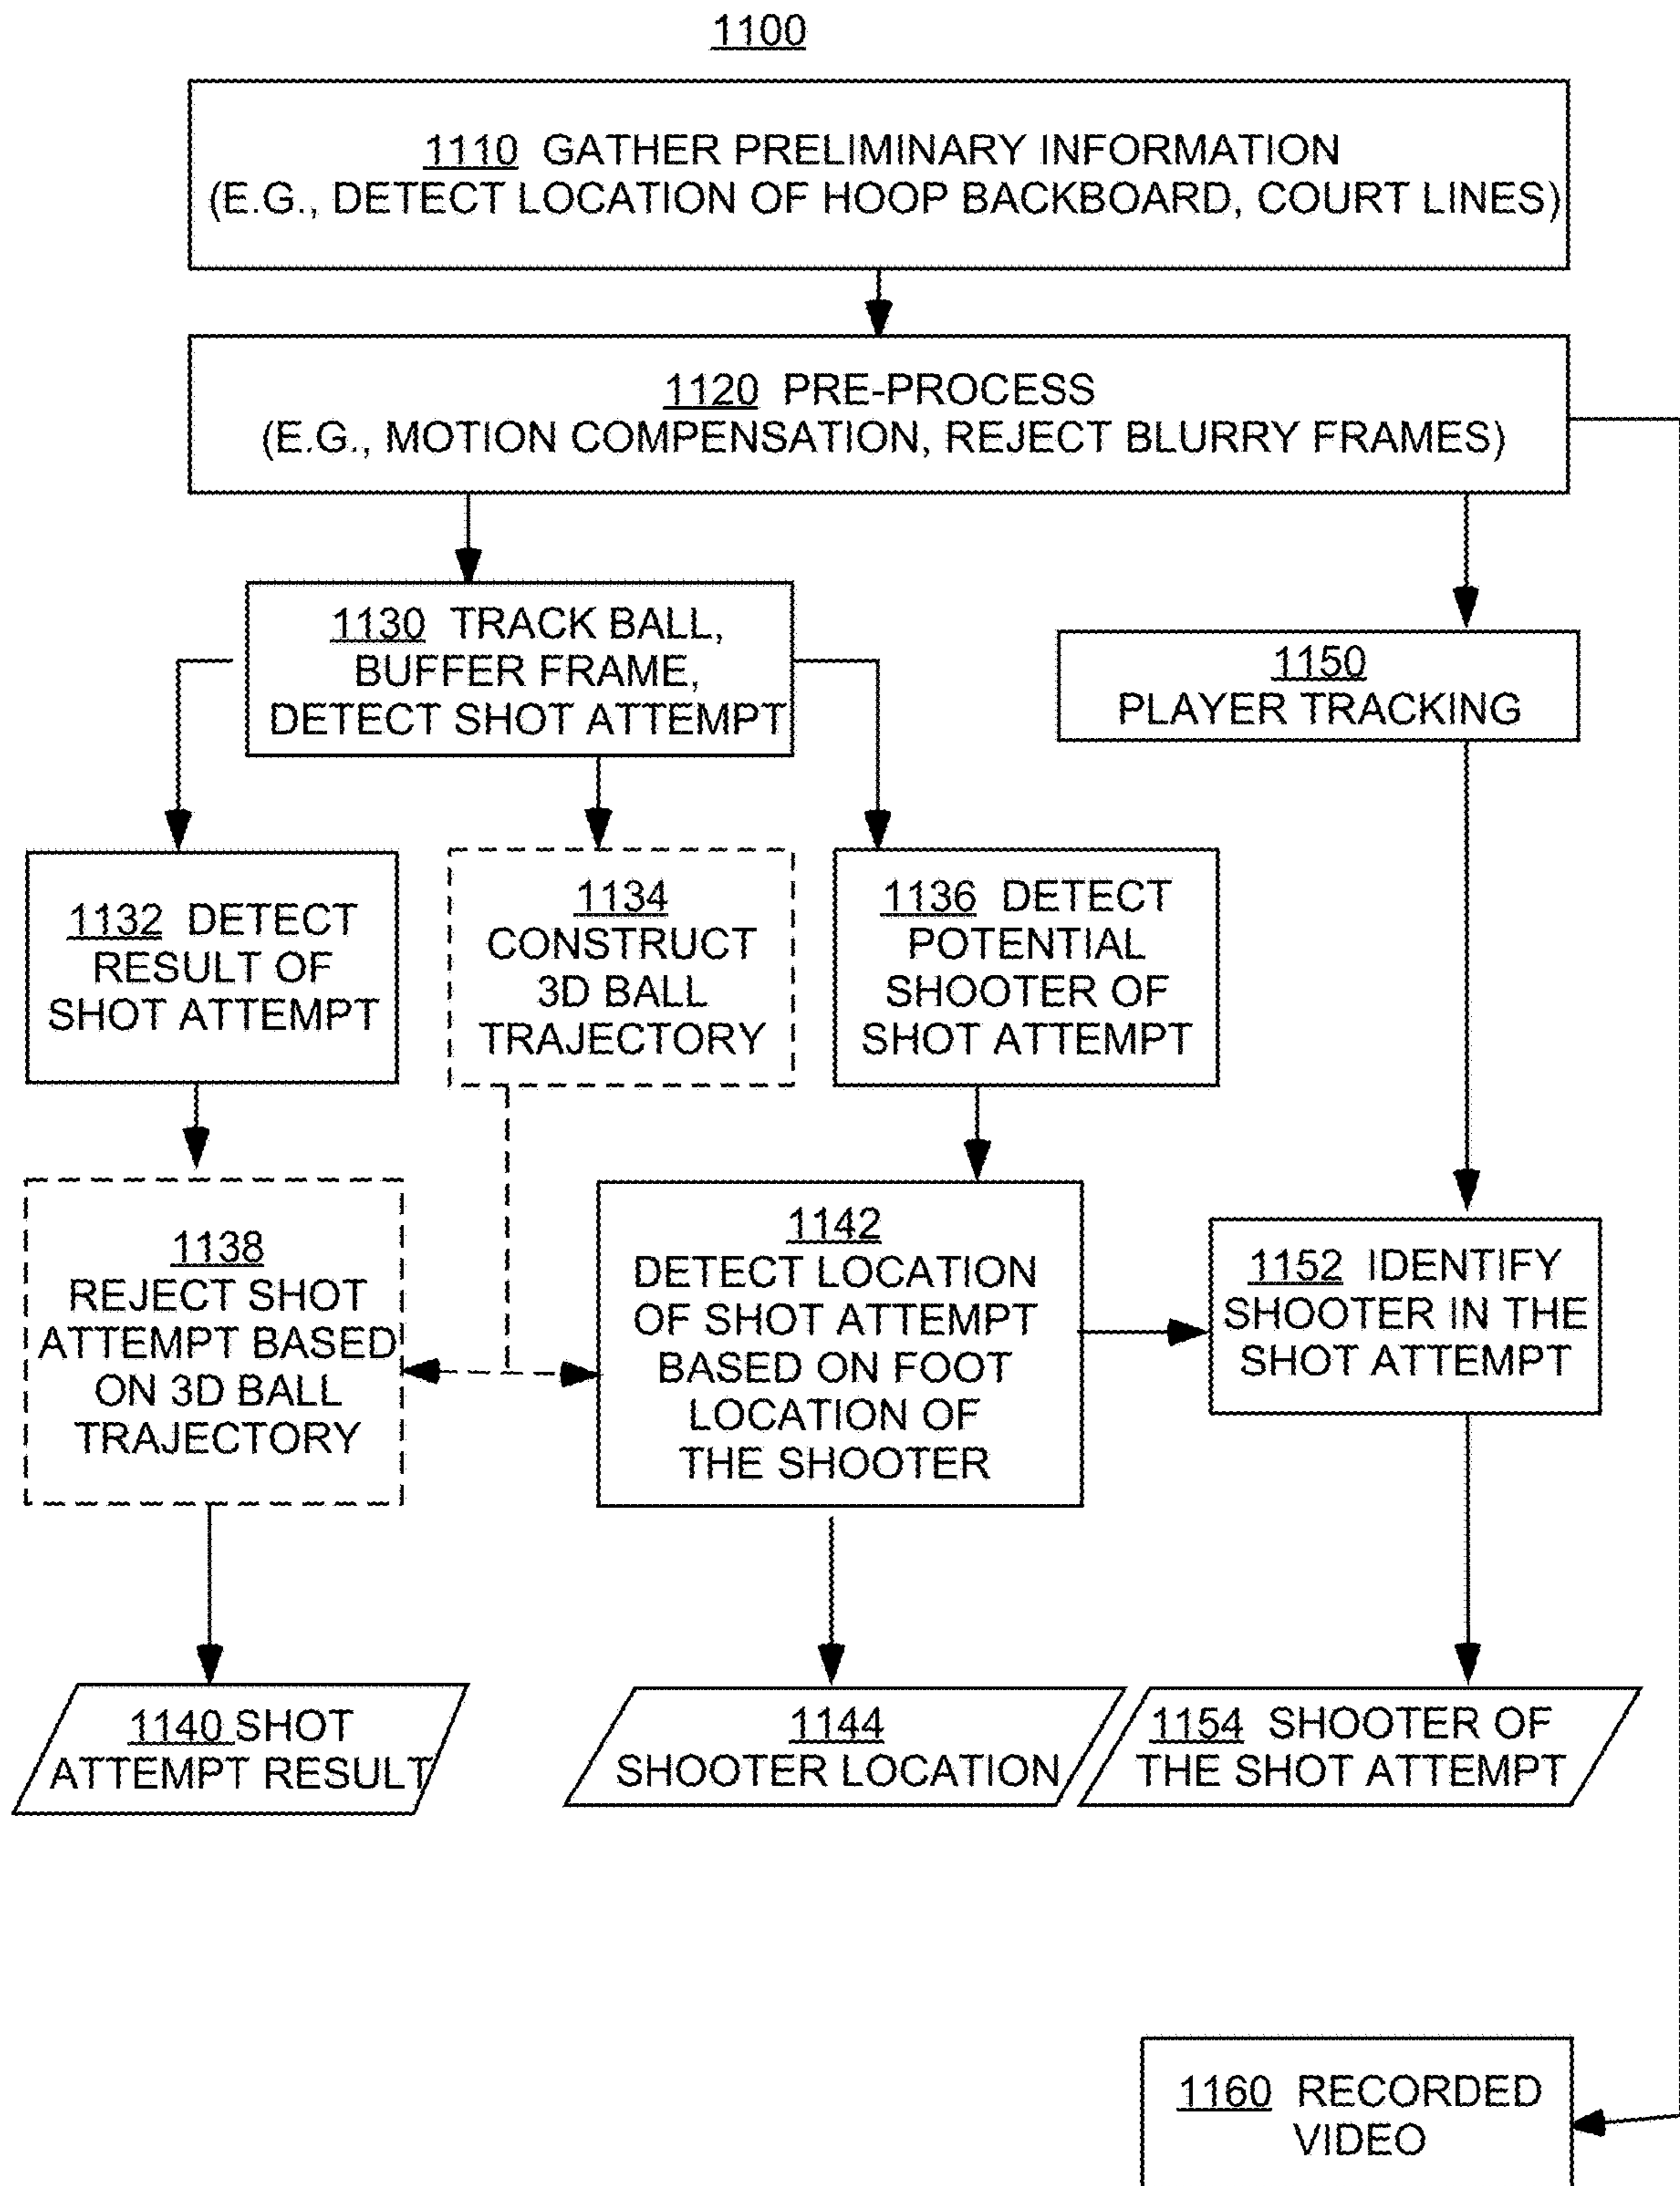 1100
1110 GATHER PRELIMINARY INFORMATION
(E.G., DETECT LOCATION OF HOOP BACKBOARD, COURT LINES)
1120 PRE-PROCESS
(E.G., MOTION COMPENSATION, REJECT BLURRY FRAMES)
1130 TRACK BALL,
BUFFER FRAME,
DETECT SHOT ATTEMPT
1150
PLAYER TRACKING
1132 DETECT
RESULT OF
SHOT ATTEMPT
1134
CONSTRUCT
3D BALL
TRAJECTORY
1136 DETECT
POTENTIAL
SHOOTER OF
SHOT ATTEMPT
1138
REJECT SHOT
ATTEMPT BASED
ON 3D BALL
TRAJECTORY
1142
DETECT LOCATION
OF SHOT ATTEMPT
BASED ON FOOT
LOCATION OF
THE SHOOTER
1152 IDENTIFY
SHOOTER IN THE
SHOT ATTEMPT
1140 SHOT
ATTEMPT RESULT
1144
SHOOTER LOCATION
1154 SHOOTER OF
THE SHOT ATTEMPT
1160 RECORDED
VIDEO